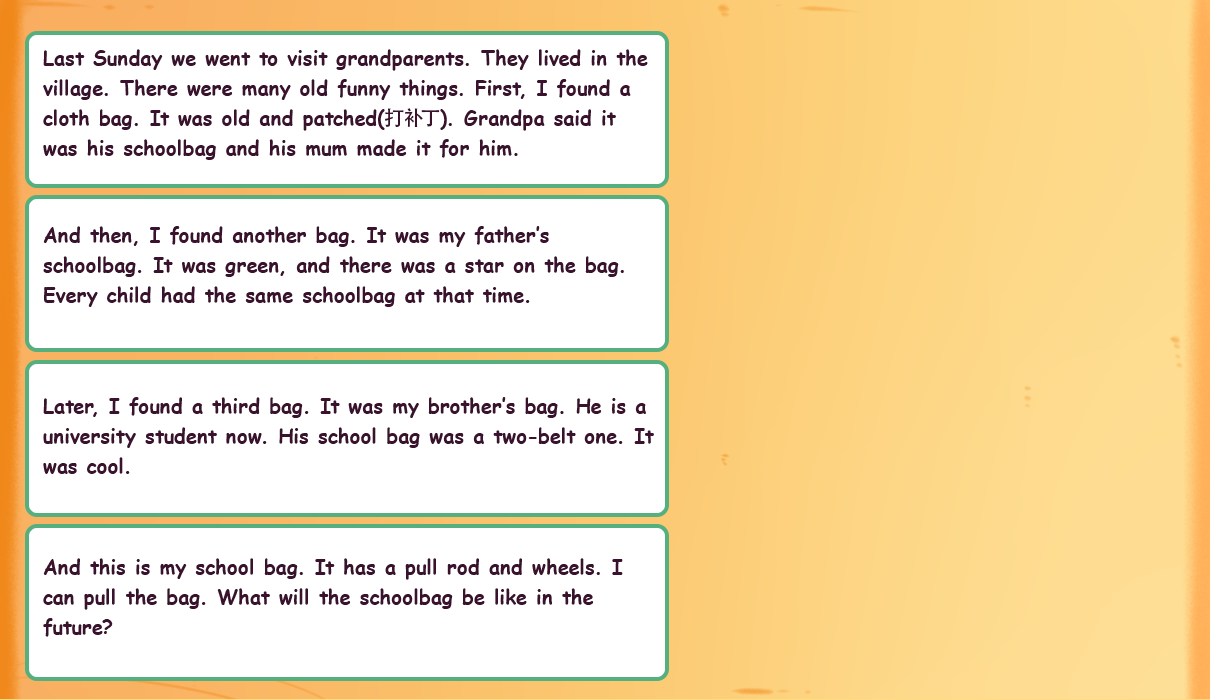 Last Sunday we went to visit grandparents. They lived in the
village. There were many old funny things. First, I found a
cloth bag. It was old and patched(打补丁). Grandpa said it
was his schoolbag and his mum made it for him.
And then, I found another bag. It was my father's
schoolbag. It was green, and there was a star on the bag.
Every child had the same schoolbag at that time.
Later, I found a third bag. It was my brother's bag. He is a
university student now. His school bag was a two-belt one. It
was cool.
And this is my school bag. It has a pull rod and wheels. I
can pull the bag. What will the schoolbag be like in the
future?